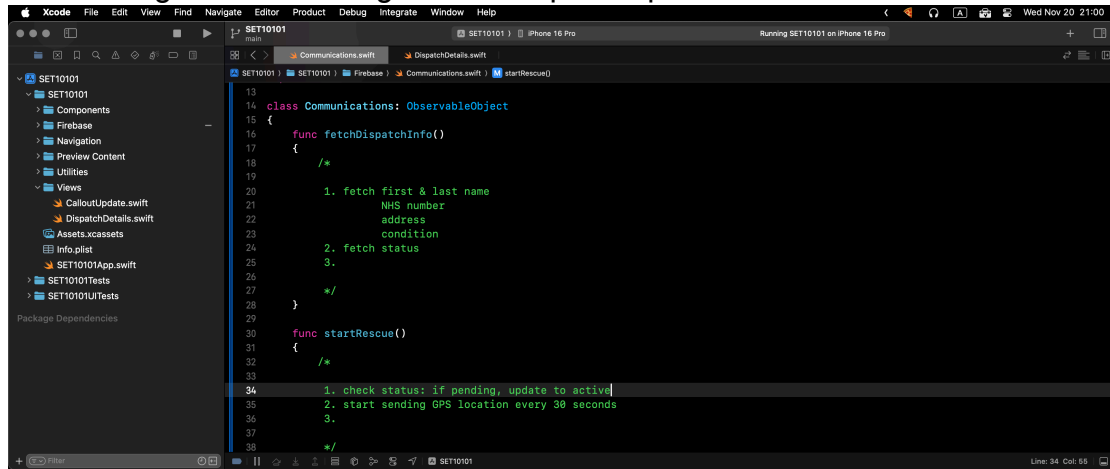 Xcode File Edit View Find Navigate Editor Product Debug Integrate Window Help A Wed Nov 20 21:00
SET10101
main
SET10101 ⟩ iPhone 16 Pro
Running SET10101 on iPhone 16 Pro
Communications.swift DispatchDetails.swift
SET10101 ⟩ SET10101 ⟩ Firebase ⟩ Communications.swift ⟩ M startRescue()
SET10101
SET10101
Components
Firebase
Navigation
Preview Content
Utilities
Views
CalloutUpdate.swift
DispatchDetails.swift
Assets.xcassets
Info.plist
SET10101App.swift
SET10101Tests
SET10101UITests
Package Dependencies
Filter
13
14 class Communications: ObservableObject
15 {
16 func fetchDispatchInfo()
17 {
18 /*
19
20 1. fetch first & last name
21 NHS number
22 address
23 condition
24 2. fetch status
25 3.
26
27 */
28 }
29
30 func startRescue()
31 {
32 /*
33
34 1. check status: if pending, update to active
35 2. start sending GPS location every 30 seconds
36 3.
37
38 */
SET10101
Line: 34 Col: 55